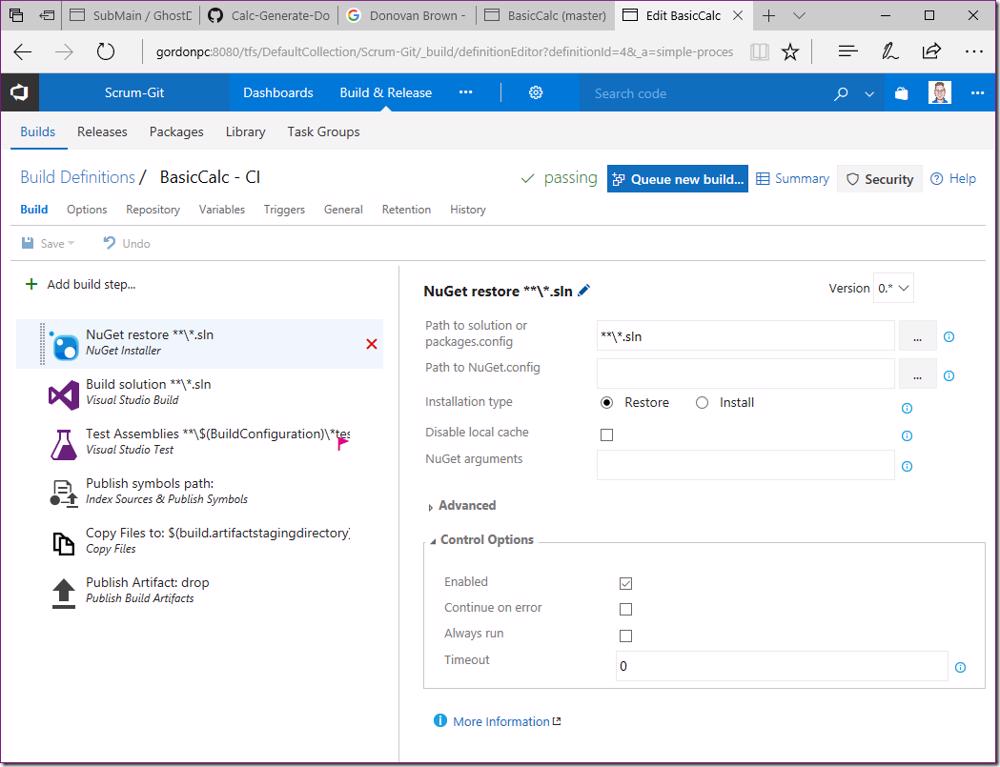 SubMain / GhostD
Calc-Generate-Do
Donovan Brown -
BasicCalc (master)
Edit BasicCalc
gordonpc:8080/tfs/DefaultCollection/Scrum-Git/_build/definitionEditor?definitionId=4&_a=simple-proces
Scrum-Git
Dashboards
Build & Release
Search code
Builds
Releases
Packages
Library
Task Groups
Build Definitions / BasicCalc - CI
passing
Queue new build...
Summary
Security
Help
Build
Options
Repository
Variables
Triggers
General
Retention
History
Save
Undo
Add build step...
NuGet restore **\*.sln
NuGet Installer
Build solution **\*.sln
Visual Studio Build
Test Assemblies **\$(BuildConfiguration)\*tes
Visual Studio Test
Publish symbols path:
Index Sources & Publish Symbols
Copy Files to: $(build.artifactstagingdirectory)
Copy Files
Publish Artifact: drop
Publish Build Artifacts
NuGet restore **\*.sln
Version 0.*
Path to solution or
packages.config
**\*.sln
...
Path to NuGet.config
...
Installation type
Restore
Install
Disable local cache
NuGet arguments
Advanced
Control Options
Enabled
Continue on error
Always run
Timeout
0
More Information